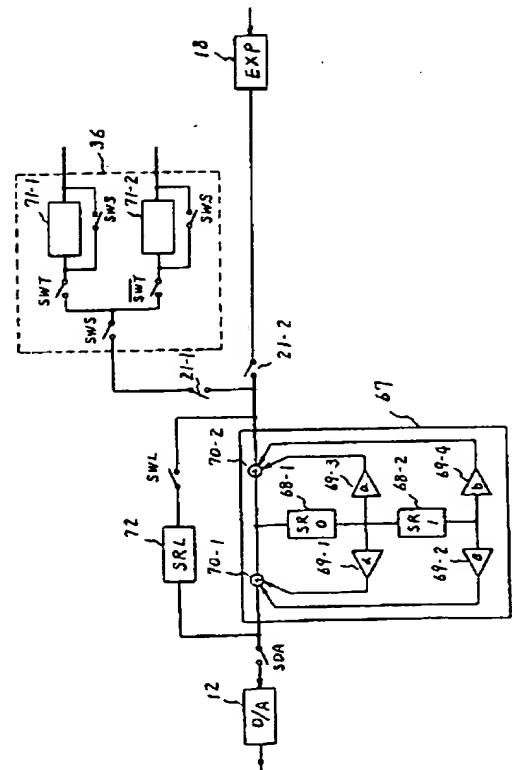 18
EXP
36
71-1
71-2
SWS
SWS
SWT
SWT
SWS
21-1
21-2
67
SWL
72
SRL
70-2
70-1
68-1
SR
0
69-3
a
69-1
68-2
SR
1
69-4
b
69-2
SDA
12
D/A